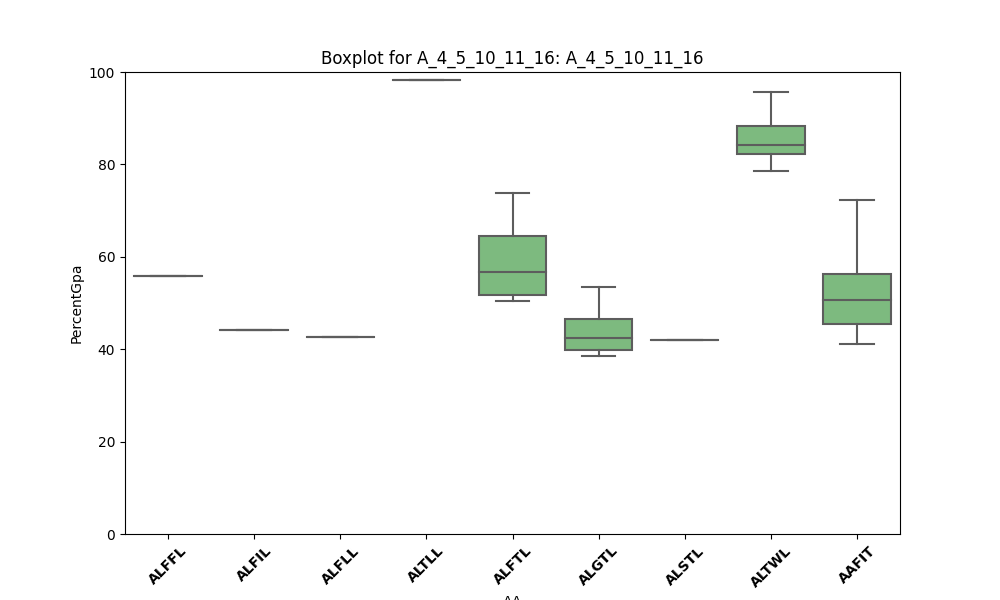 Boxplot for A_4_5_10_11_16: A_4_5_10_11_16
100
80
60
40
20
0
PercentGpa
ALFFL
ALFIL
ALFLL
ALTLL
ALFTL
ALGTL
ALSTL
ALTWL
AAFIT
AA